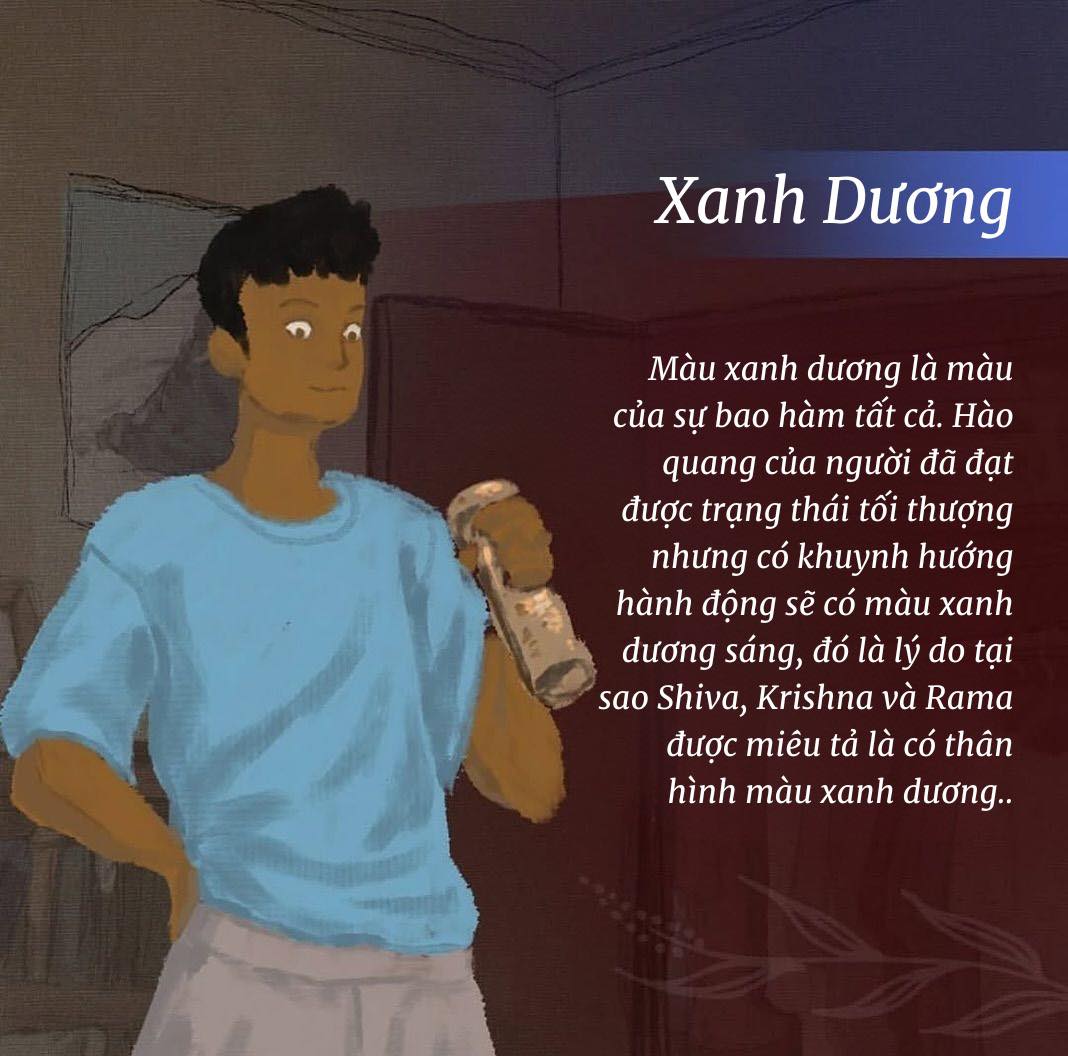 Xanh Dương
Màu xanh dương là màu
của sự bao hàm tất cả. Hào
quang của người đã đạt
được trạng thái tối thượng
nhưng có khuynh hướng
hành động sẽ có màu xanh
dương sáng, đó là lý do tại
sao Shiva, Krishna và Rama
được miêu tả là có thân
hình màu xanh dương..